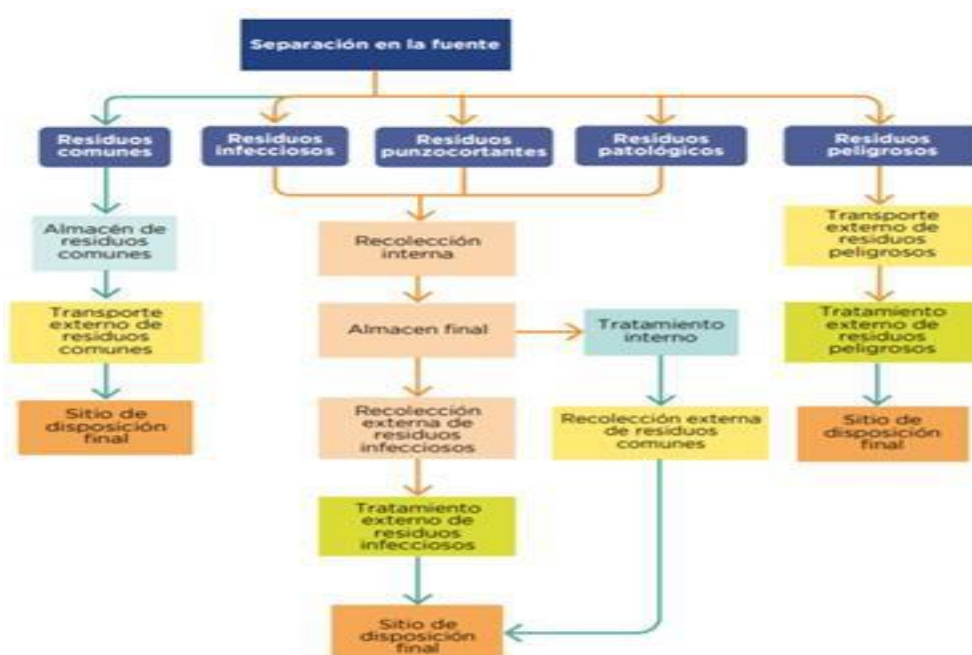 Separación en la fuente
Residuos
comunes
Residuos
infecciosos
Residuos
punzocortantes
Residuos
patológicos
Residuos
peligrosos
Almacén de
residuos
comunes
Transporte
externo de
residuos
comunes
Sitio de
disposición
final
Recolección
interna
Almacen final
Tratamiento
interno
Recolección
externa de
residuos
infecciosos
Recolección externa
de residuos
comunes
Tratamiento
externo de
residuos
infecciosos
Sitio de
disposición
final
Transporte
externo de
residuos
peligrosos
Tratamiento
externo de
residuos
peligrosos
Sitio de
disposición
final